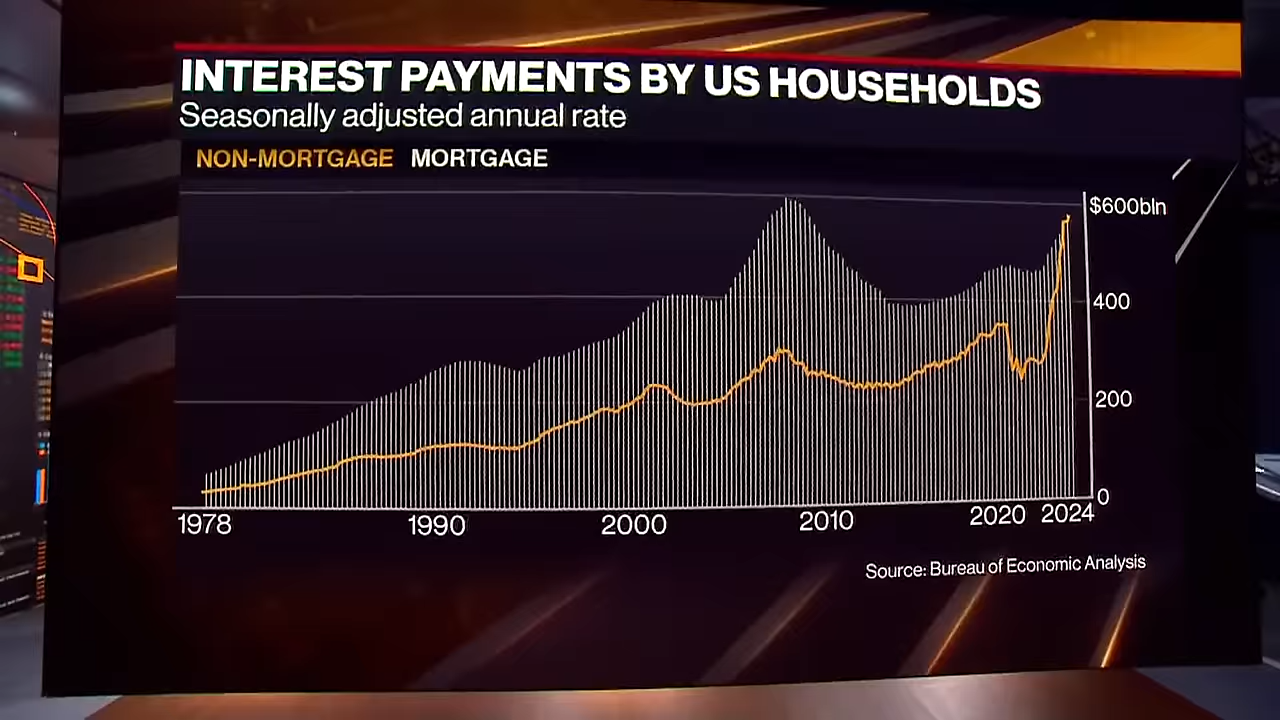 INTEREST PAYMENTS BY US HOUSEHOLDS
Seasonally adjusted annual rate
NON-MORTGAGE MORTGAGE
$600bln
400
200
0
1978 1990 2000 2010 2020 2024
Source: Bureau of Economic Analysis